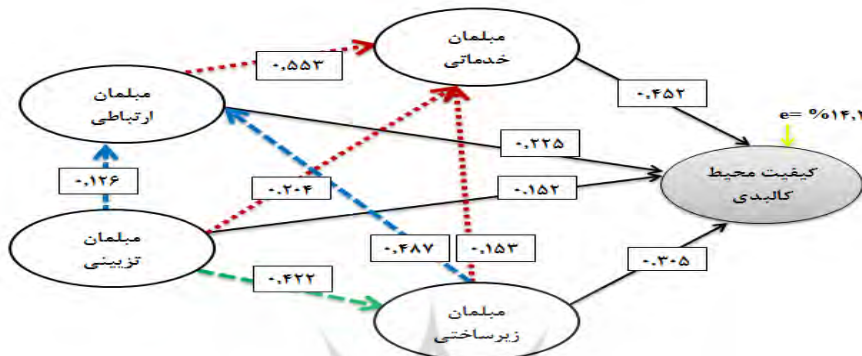 مبلمان
خدماتی
۰.۵۵۳
مبلمان
ارتباطی
۰.۴۵۲
e= %۱۴,۲
۰.۲۲۵
کیفیت محیط
کالبدی
۰.۱۲۶
۰.۲۰۴
۰.۱۵۲
مبلمان
تزیینی
۰.۴۸۷
۰.۱۵۳
۰.۳۰۵
۰.۴۲۲
مبلمان
زیرساختی